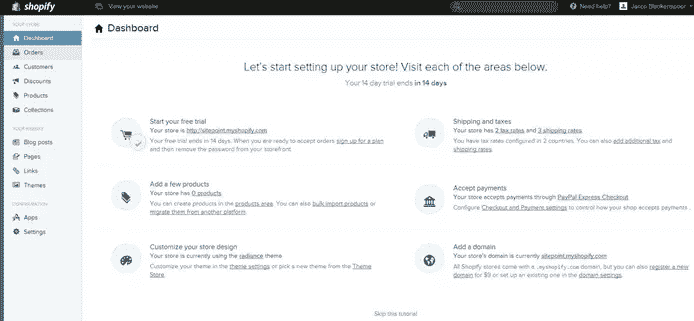 shopify
View your website
Need help?
YOUR STORE
Dashboard
Orders
Customers
Discounts
Products
Collections
YOUR WEBSITE
Blog posts
Pages
Links
Themes
CONFIGURATION
Apps
Settings
Dashboard
Let's start setting up your store! Visit each of the areas below.
Your 14 day trial ends in 14 days
Start your free trial
Your store is http://sitepoint.myshopify.com
Your free trial ends in 14 days. When you are ready to accept orders sign up for a plan
and then remove the password from your storefront.
Shipping and taxes
Your store has 2 tax rates and 3 shipping rates.
You have tax rates configured in 2 countries. You can also add additional tax and
shipping rates.
Add a few products
Your store has 0 products
You can create products in the products area. You can also bulk import products or
migrate them from another platform.
Accept payments
Your store accepts payments through PayPal Express Checkout
Configure Checkout and Payment settings to control how your shop accepts payments.
Customize your store design
Your store is currently using the radiance theme
Customize your theme in the theme settings or pick a new theme from the Theme
Store.
Add a domain
Your store's domain is currently sitepoint.myshopify.com
All Shopify stores come with a .myshopify.com domain, but you can also register a new
domain for $9 or set up an existing one in the domain settings.
Skip this tutorial